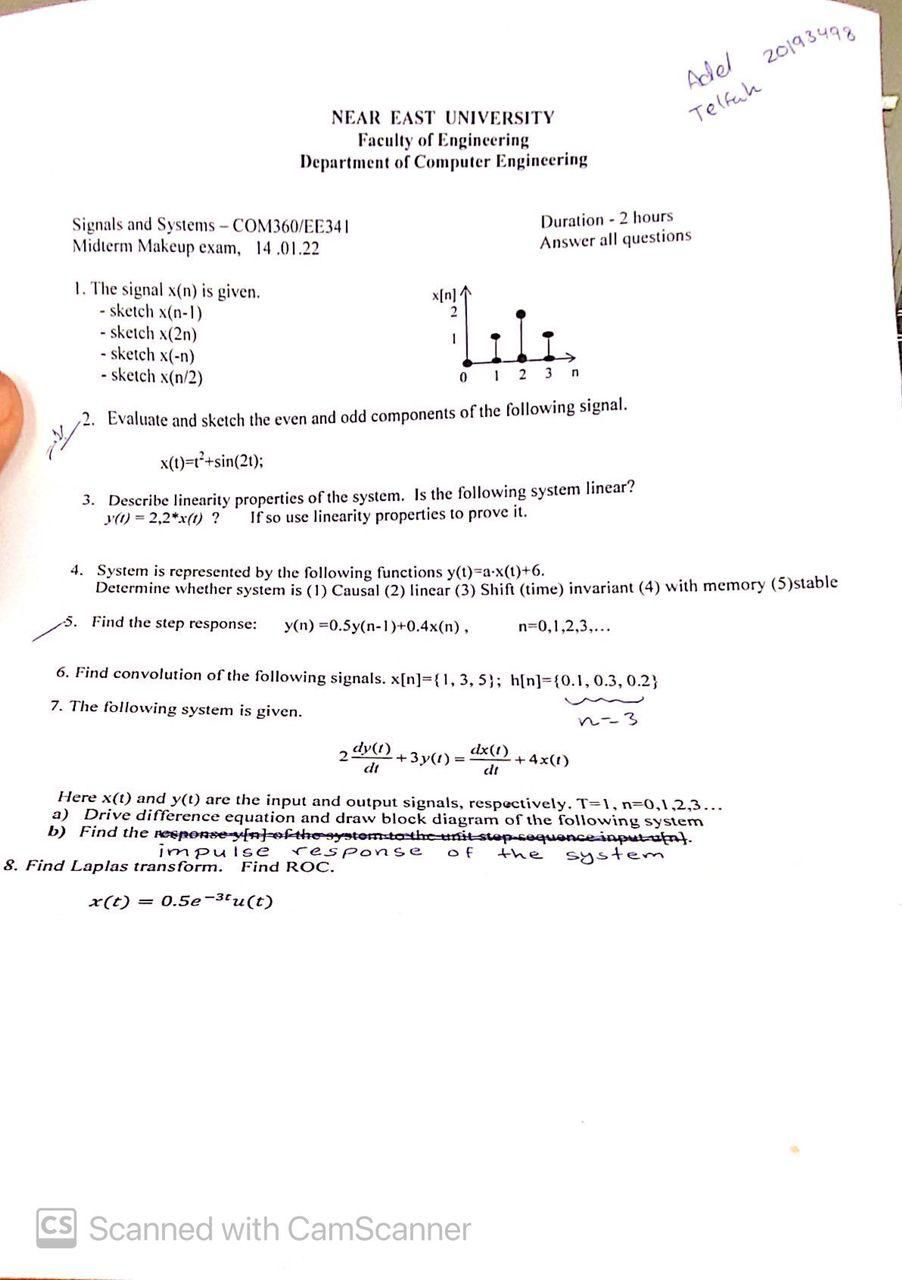 Adel 20193498
Telfah
NEAR EAST UNIVERSITY
Faculty of Engineering
Department of Computer Engineering
Signals and Systems – COM360/EE341
Midterm Makeup exam, 14 .01.22
Duration - 2 hours
Answer all questions
1. The signal x(n) is given.
- sketch x(n-1)
- sketch x(2n)
- sketch x(-n)
- sketch x(n/2)
x[n]
2
1
0 1 2 3 n
2. Evaluate and sketch the even and odd components of the following signal.
x(t)=t²+sin(2t);
3. Describe linearity properties of the system. Is the following system linear?
y(t) = 2,2*x(t) ? If so use linearity properties to prove it.
4. System is represented by the following functions y(t)=a·x(t)+6.
Determine whether system is (1) Causal (2) linear (3) Shift (time) invariant (4) with memory (5)stable
5. Find the step response: y(n) =0.5y(n-1)+0.4x(n) , n=0,1,2,3,...
6. Find convolution of the following signals. x[n]={1, 3, 5}; h[n]={0.1, 0.3, 0.2}
n=3
7. The following system is given.
2 dy(t)/dt + 3y(t) = dx(t)/dt + 4x(t)
Here x(t) and y(t) are the input and output signals, respectively. T=1, n=0,1,2,3...
a) Drive difference equation and draw block diagram of the following system
b) Find the response y[n] of the system to the unit step sequence input u[n].
impulse response of the system
8. Find Laplas transform. Find ROC.
x(t) = 0.5e⁻³ᵗu(t)
CS Scanned with CamScanner